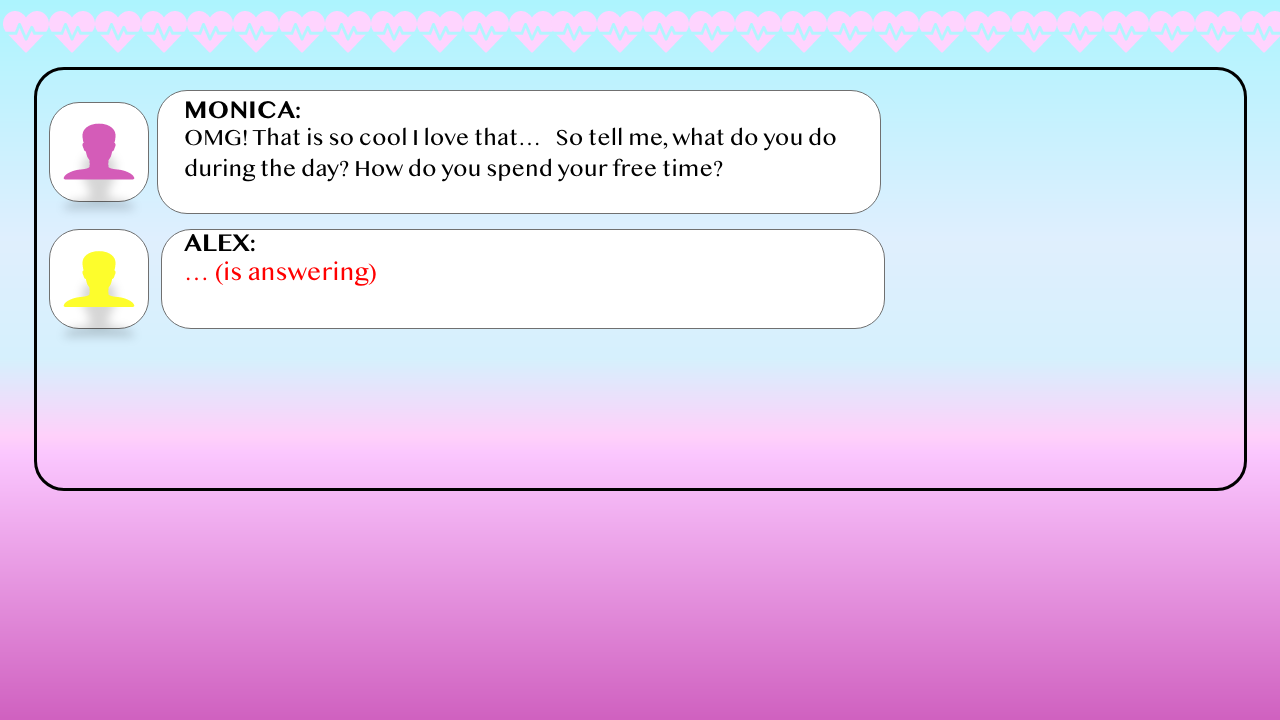 MONICA:
OMG! That is so cool I love that… So tell me, what do you do
during the day? How do you spend your free time?
ALEX:
… (is answering)